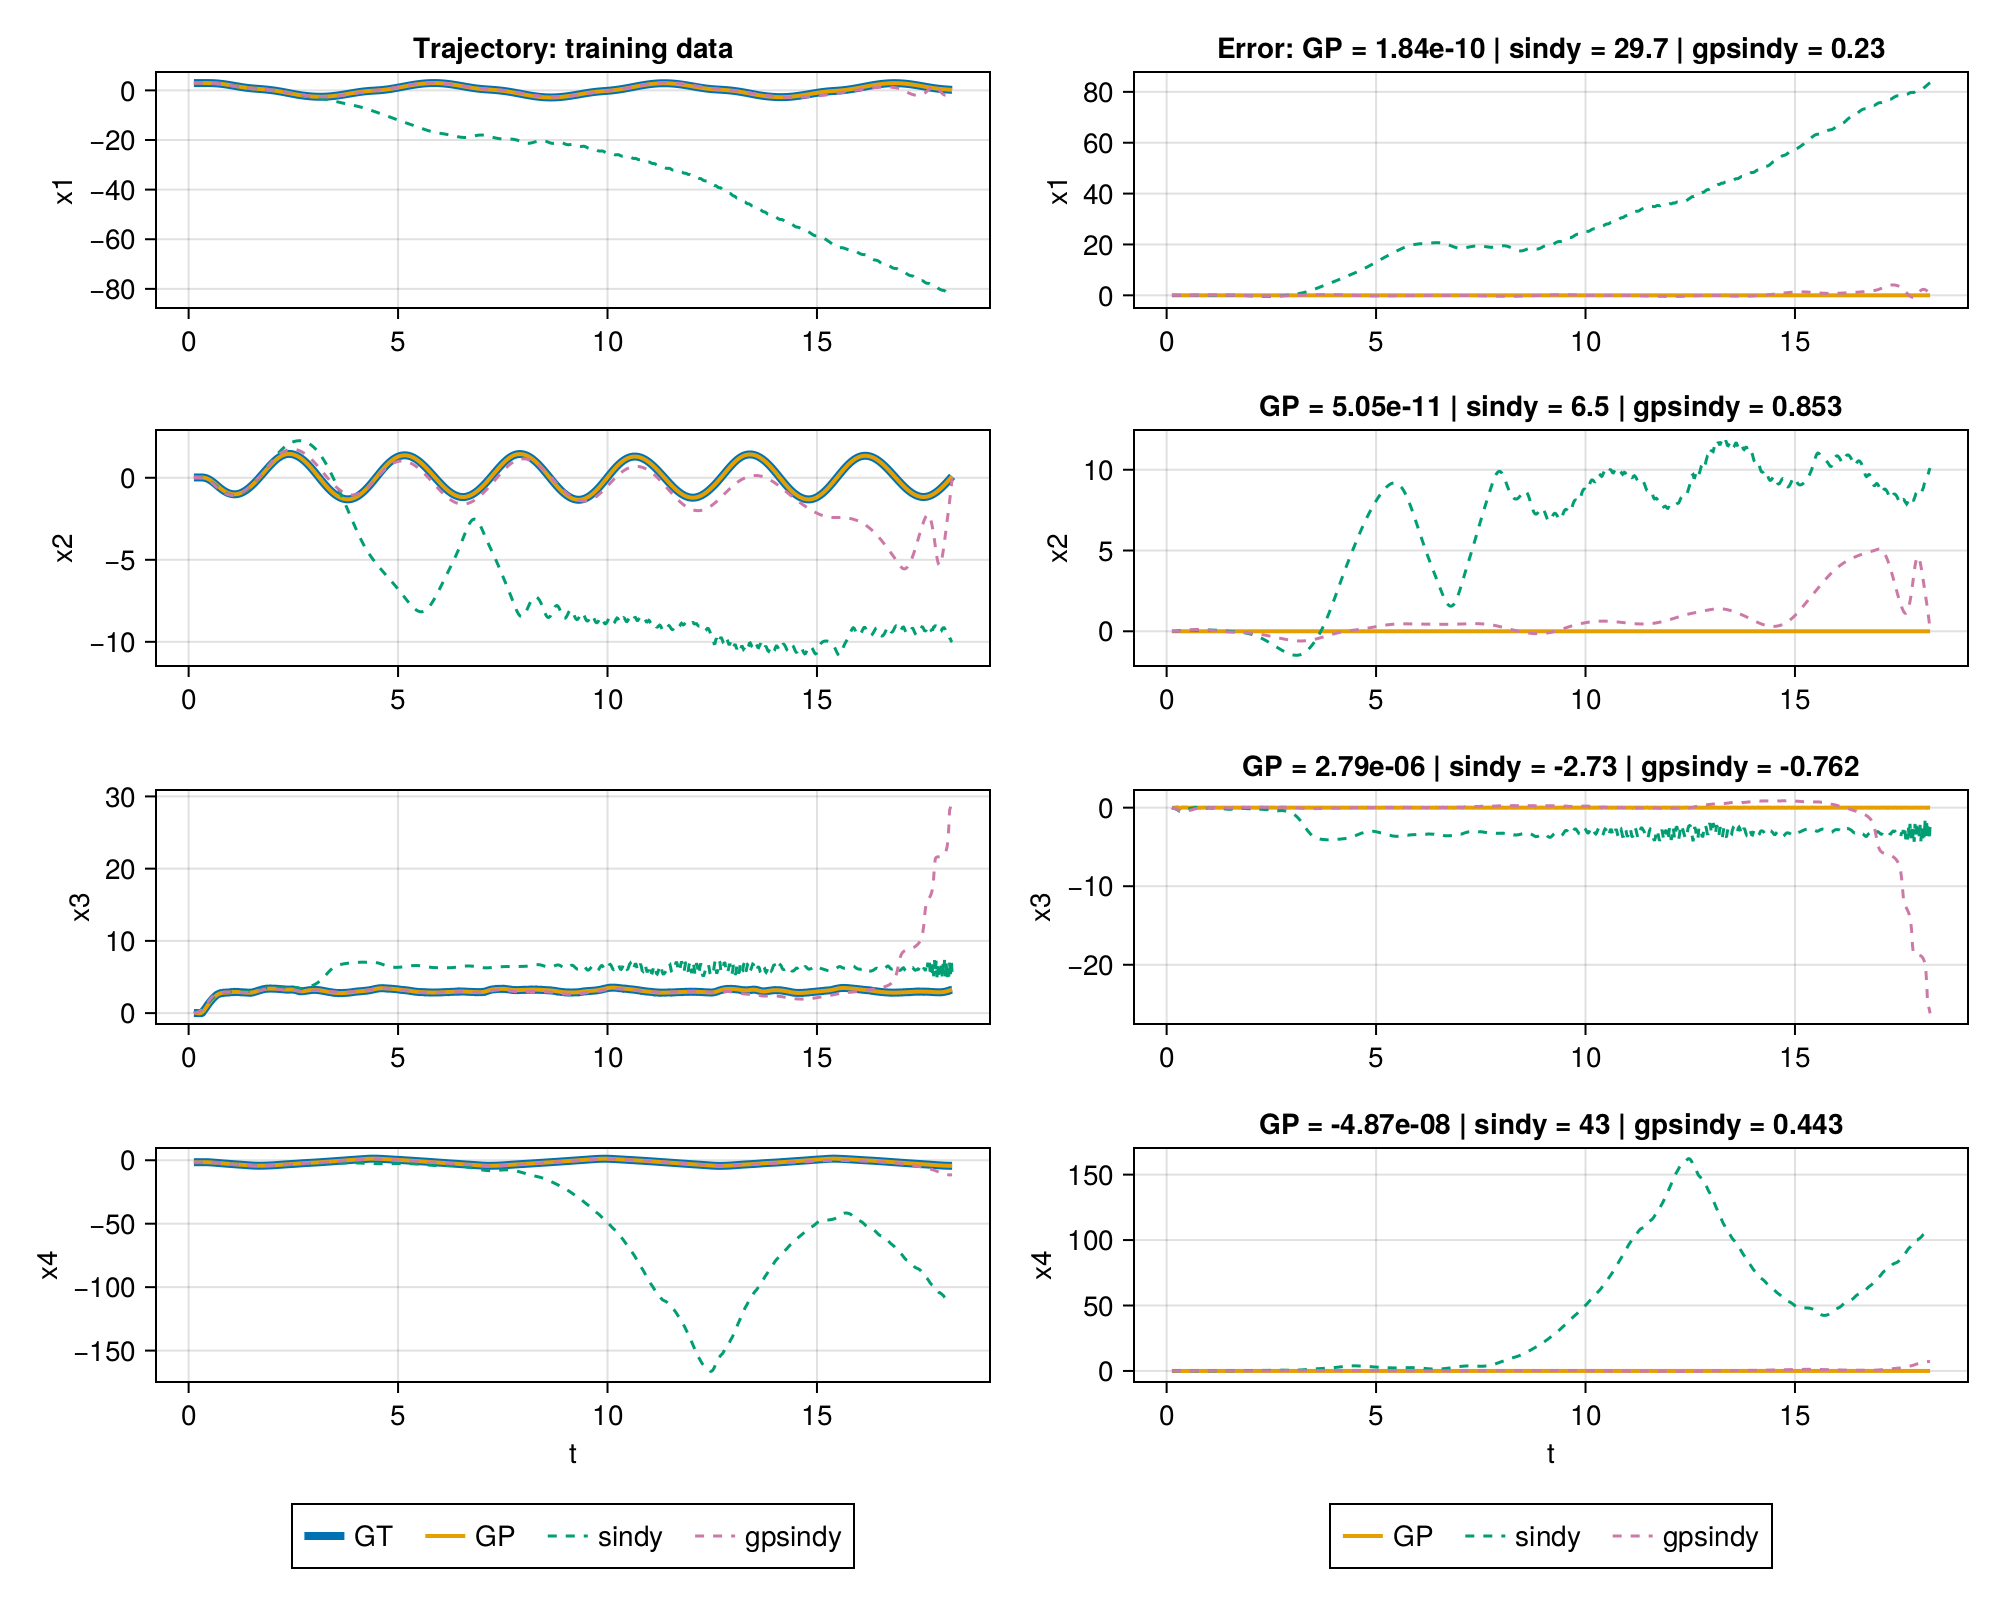 Trajectory: training data
x1
0
−20
−40
−60
−80
0 5 10 15
Error: GP = 1.84e-10 | sindy = 29.7 | gpsindy = 0.23
x1
80
60
40
20
0
0 5 10 15
x2
0
−5
−10
0 5 10 15
GP = 5.05e-11 | sindy = 6.5 | gpsindy = 0.853
x2
10
5
0
0 5 10 15
x3
30
20
10
0
0 5 10 15
GP = 2.79e-06 | sindy = -2.73 | gpsindy = -0.762
x3
0
−10
−20
0 5 10 15
x4
0
−50
−100
−150
0 5 10 15
t
GP = -4.87e-08 | sindy = 43 | gpsindy = 0.443
x4
150
100
50
0
0 5 10 15
t
GT GP sindy gpsindy
GP sindy gpsindy